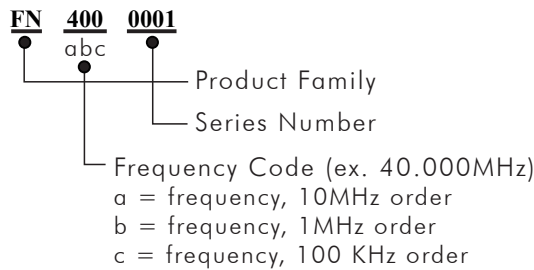 FN 400 0001
abc
Product Family
Series Number
Frequency Code (ex. 40.000MHz)
a = frequency, 10MHz order
b = frequency, 1MHz order
c = frequency, 100 KHz order